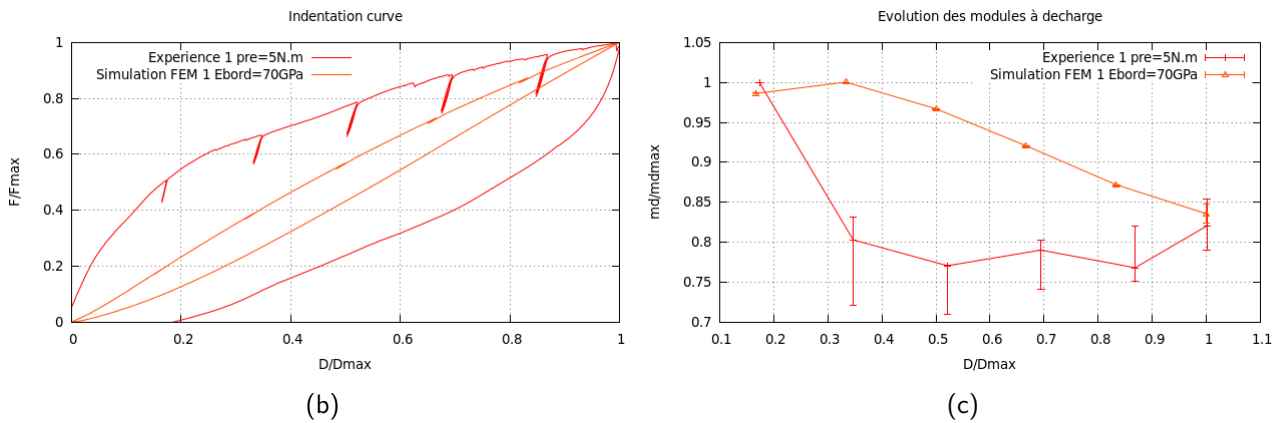 Indentation curve
F/Fmax
1
0.8
0.6
0.4
0.2
0
Experience 1 pre=5N.m
Simulation FEM 1 Ebord=70GPa
0 0.2 0.4 0.6 0.8 1
D/Dmax
(b)
Evolution des modules à decharge
md/mdmax
1.05
1
0.95
0.9
0.85
0.8
0.75
0.7
Experience 1 pre=5N.m
Simulation FEM 1 Ebord=70GPa
0.1 0.2 0.3 0.4 0.5 0.6 0.7 0.8 0.9 1 1.1
D/Dmax
(c)